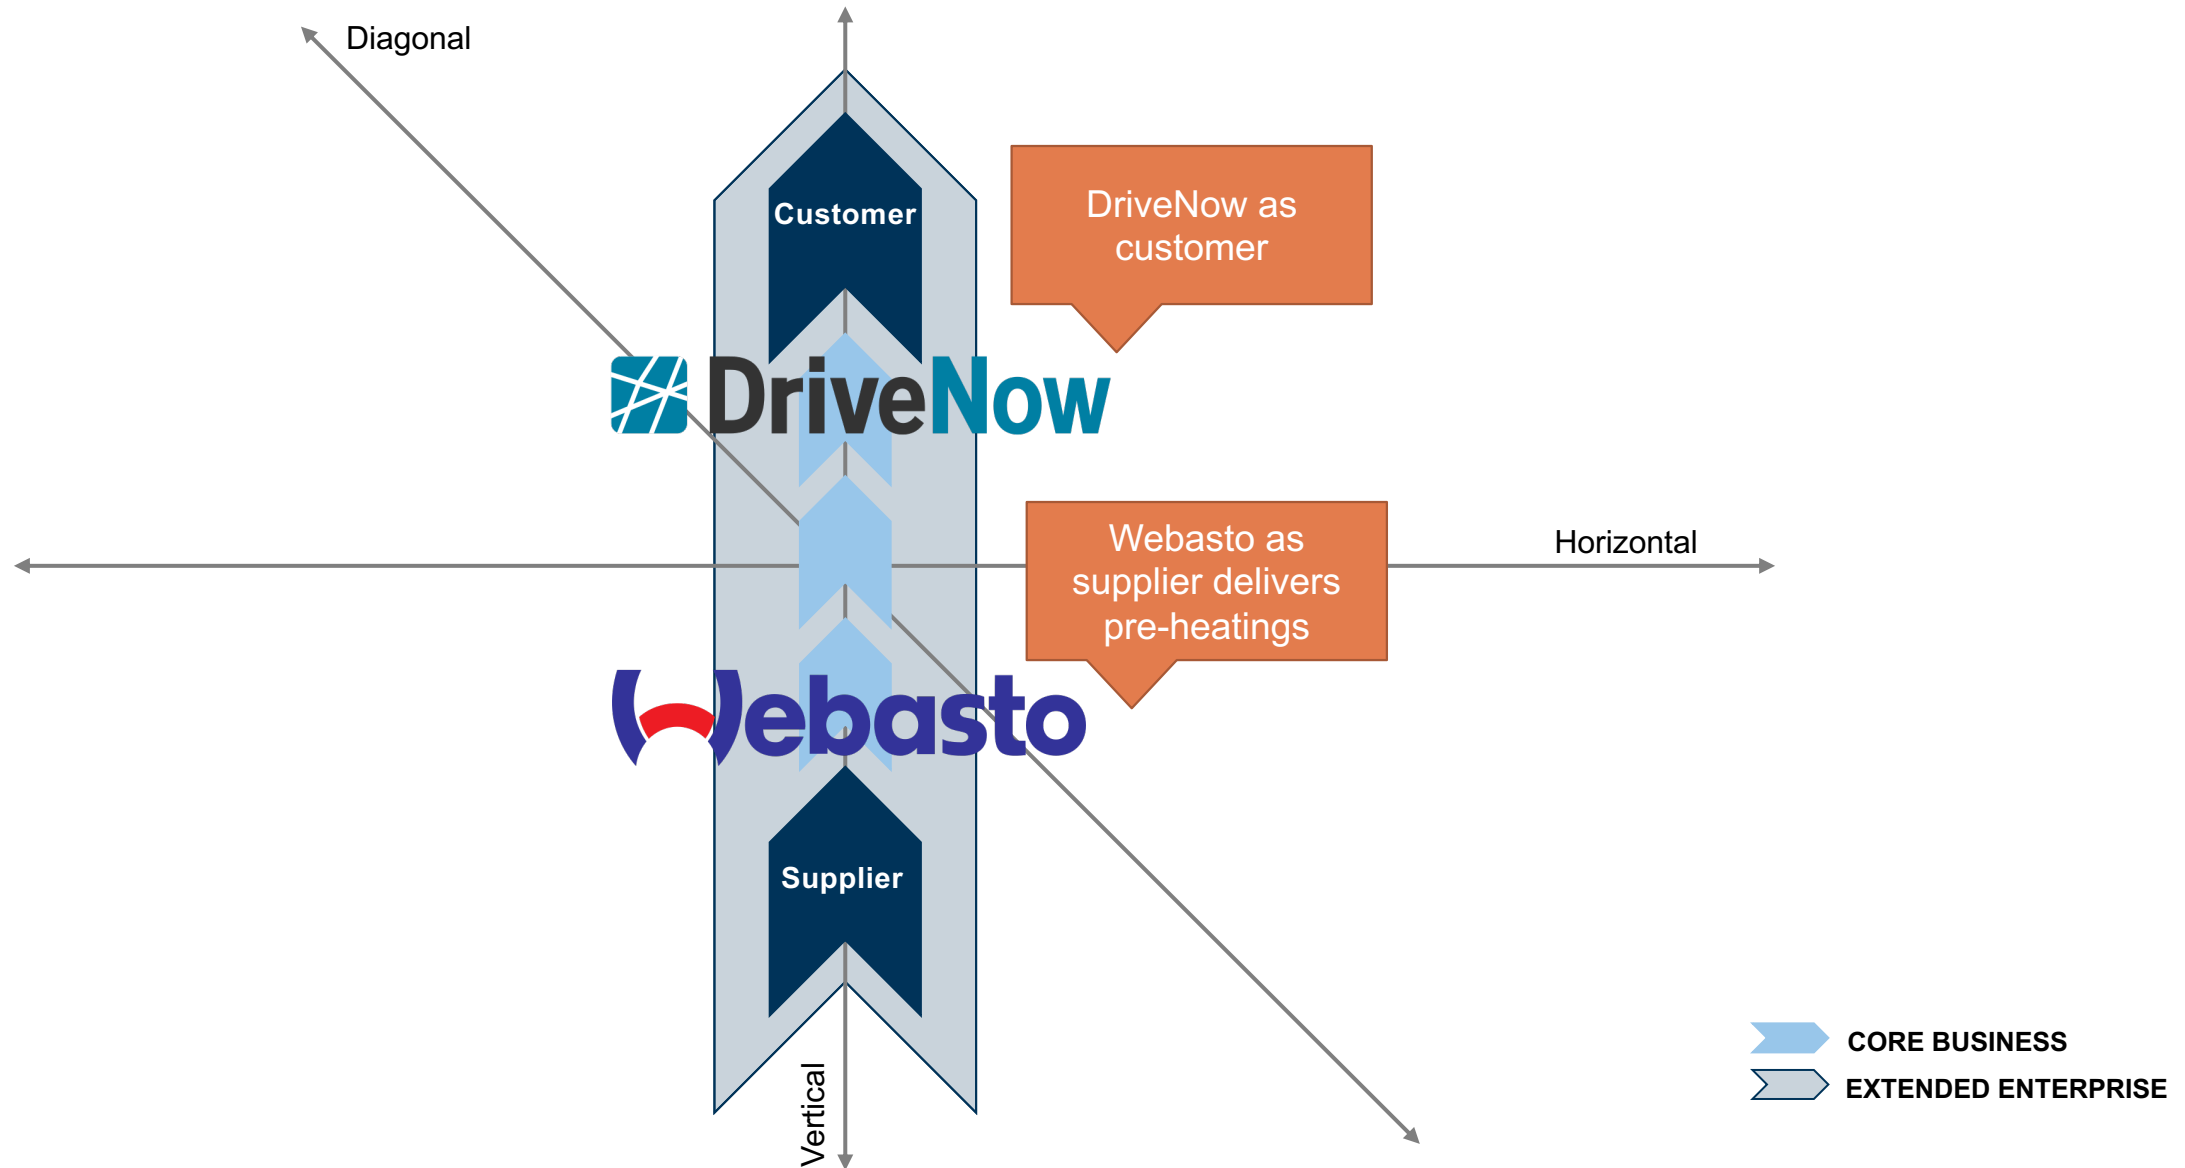 Diagonal
Customer
DriveNow as
customer
DriveNow
Horizontal
Webasto as
supplier delivers
pre-heatings
Webasto
Supplier
Vertical
CORE BUSINESS
EXTENDED ENTERPRISE